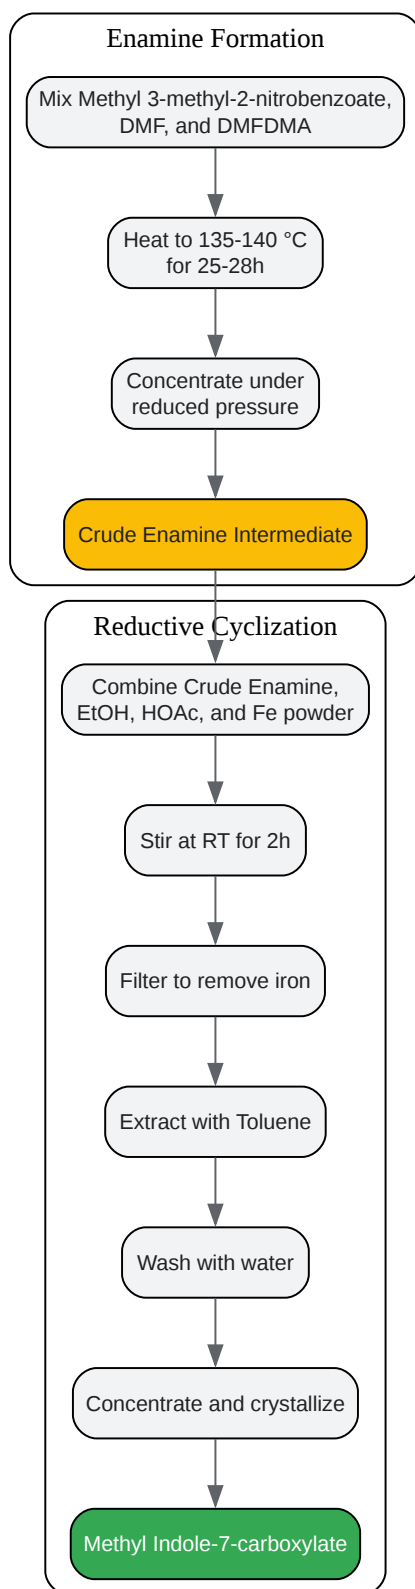 Enamine Formation
Mix Methyl 3-methyl-2-nitrobenzoate,
DMF, and DMFDMA
Heat to 135-140 °C
for 25-28h
Concentrate under
reduced pressure
Crude Enamine Intermediate
Reductive Cyclization
Combine Crude Enamine,
EtOH, HOAc, and Fe powder
Stir at RT for 2h
Filter to remove iron
Extract with Toluene
Wash with water
Concentrate and crystallize
Methyl Indole-7-carboxylate